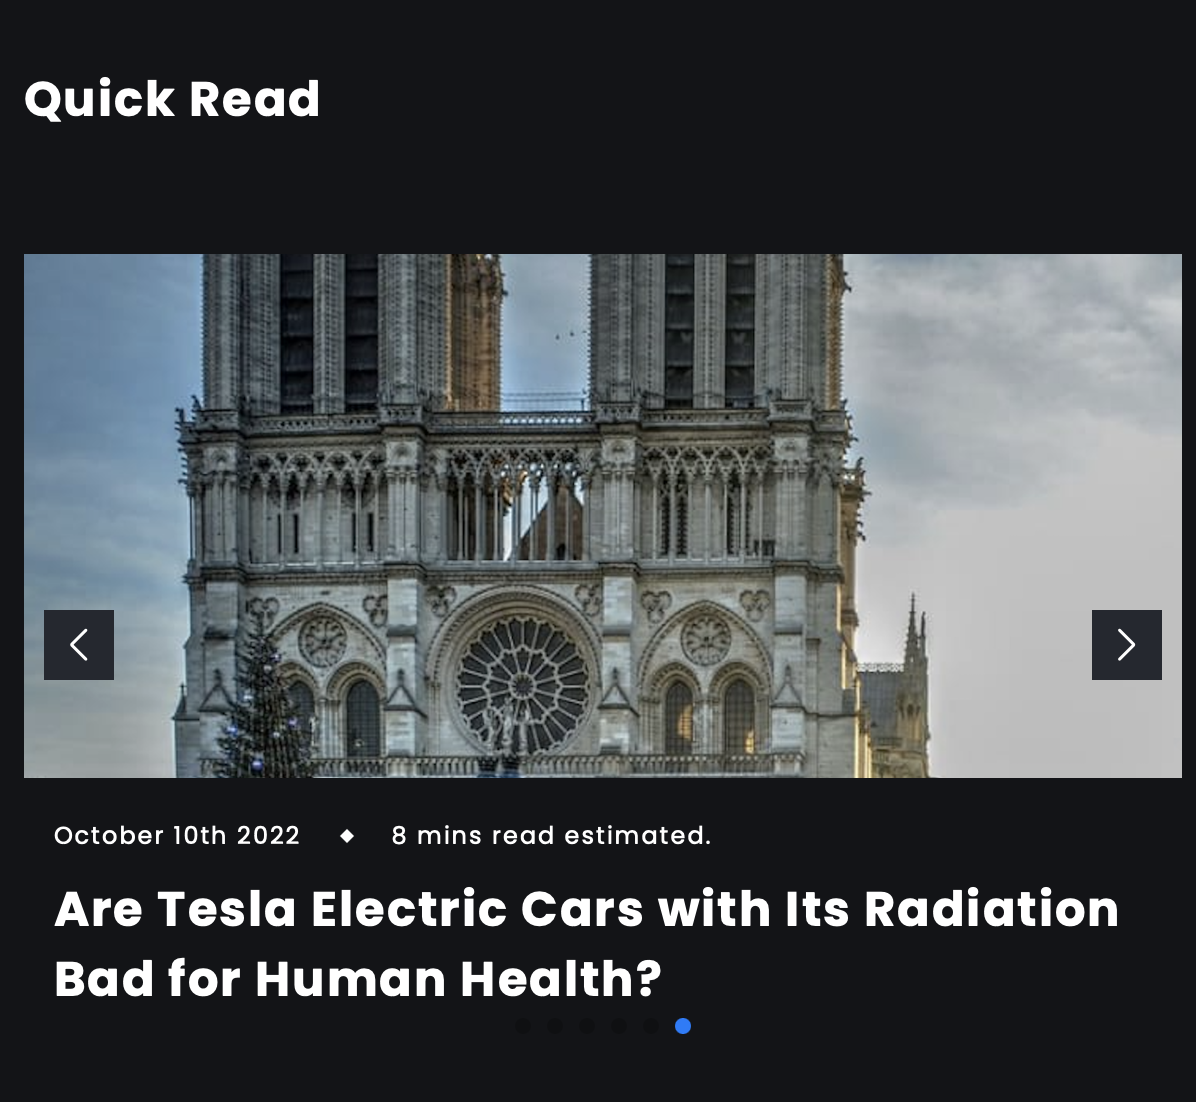 Quick Read
October 10th 2022 ◆ 8 mins read estimated.
Are Tesla Electric Cars with Its Radiation
Bad for Human Health?